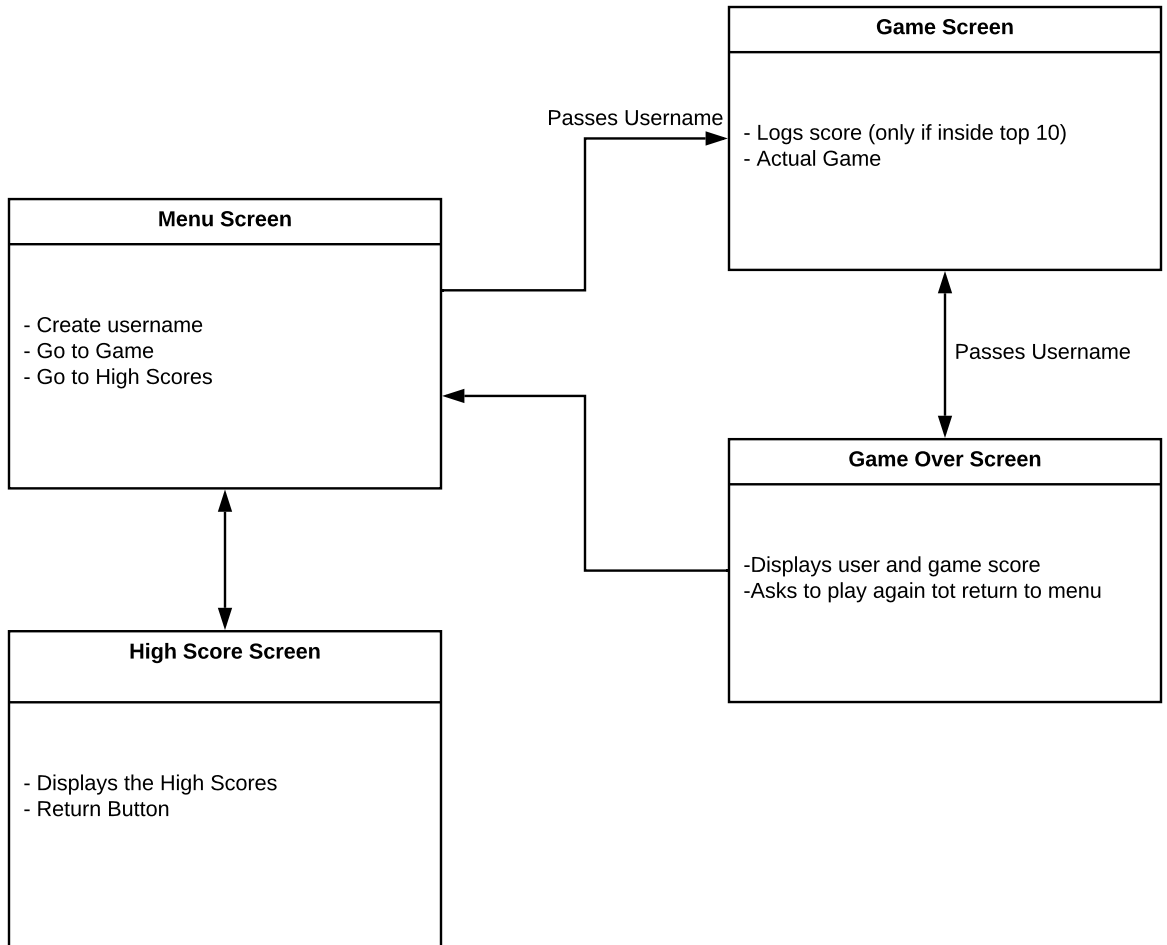 Game Screen
Passes Username
- Logs score (only if inside top 10)
- Actual Game
Menu Screen
- Create username
- Go to Game
- Go to High Scores
Passes Username
Game Over Screen
-Displays user and game score
-Asks to play again tot return to menu
High Score Screen
- Displays the High Scores
- Return Button